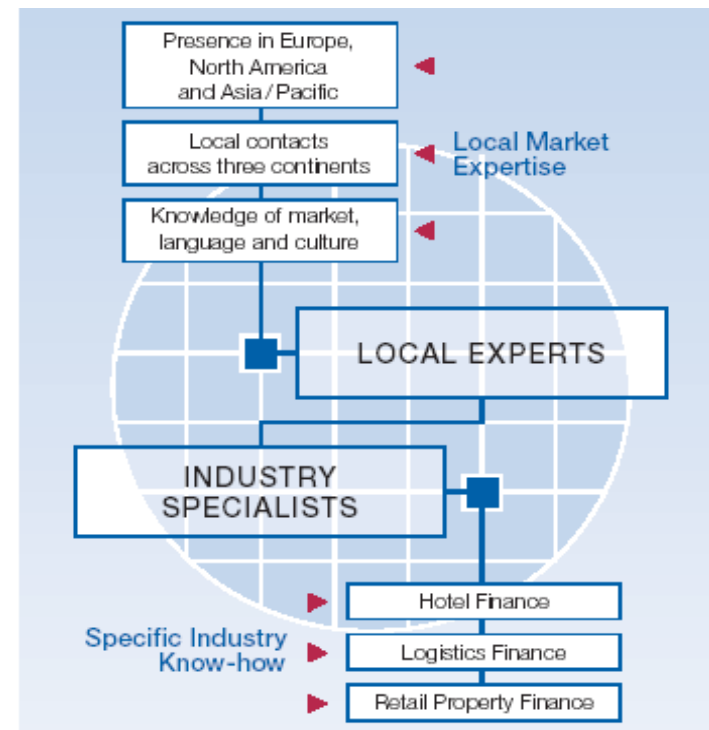 Presence in Europe,
North America
and Asia/Pacific
Local contacts
across three continents
Local Market
Expertise
Knowledge of market,
language and culture
LOCAL EXPERTS
INDUSTRY
SPECIALISTS
Hotel Finance
Specific Industry
Know-how
Logistics Finance
Retail Property Finance